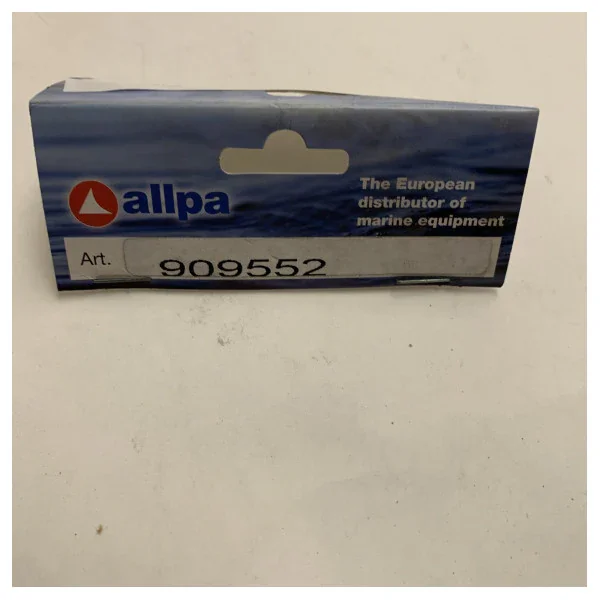 allpa
The European
distributor of
marine equipment
Art.
909552